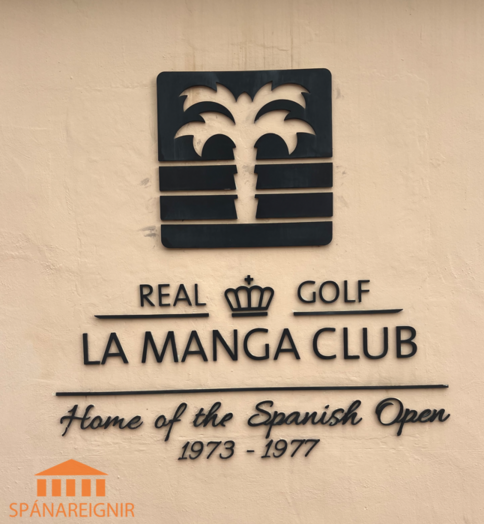 REAL GOLF
LA MANGA CLUB
Home of the Spanish Open
1973 - 1977
SPÁNAREIGNIR